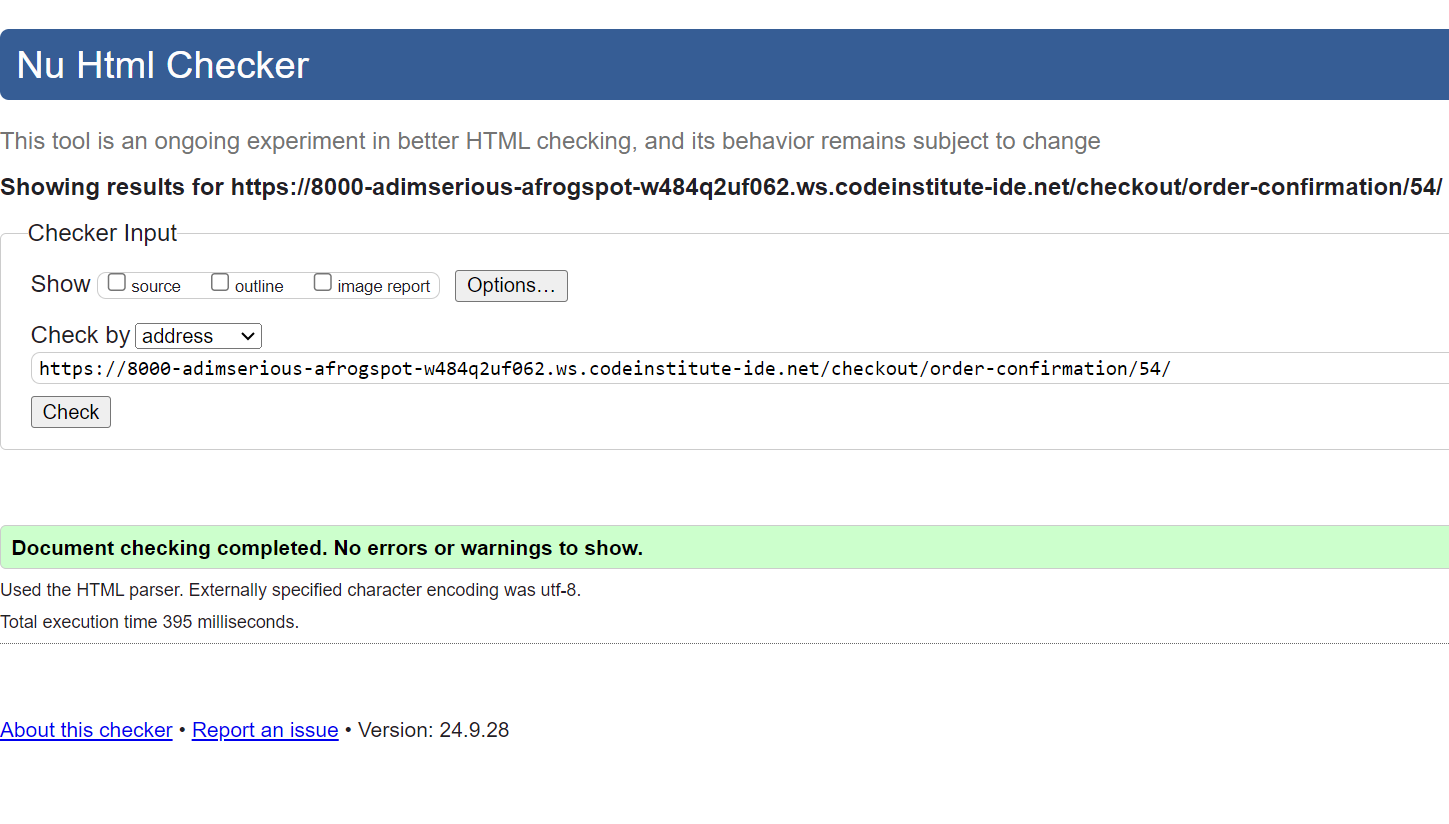 Nu Html Checker
This tool is an ongoing experiment in better HTML checking, and its behavior remains subject to change
Showing results for https://8000-adimserious-afrogspot-w484q2uf062.ws.codeinstitute-ide.net/checkout/order-confirmation/54/
Checker Input
Show source outline image report Options...
Check by address
https://8000-adimserious-afrogspot-w484q2uf062.ws.codeinstitute-ide.net/checkout/order-confirmation/54/
Check
Document checking completed. No errors or warnings to show.
Used the HTML parser. Externally specified character encoding was utf-8.
Total execution time 395 milliseconds.
About this checker • Report an issue • Version: 24.9.28